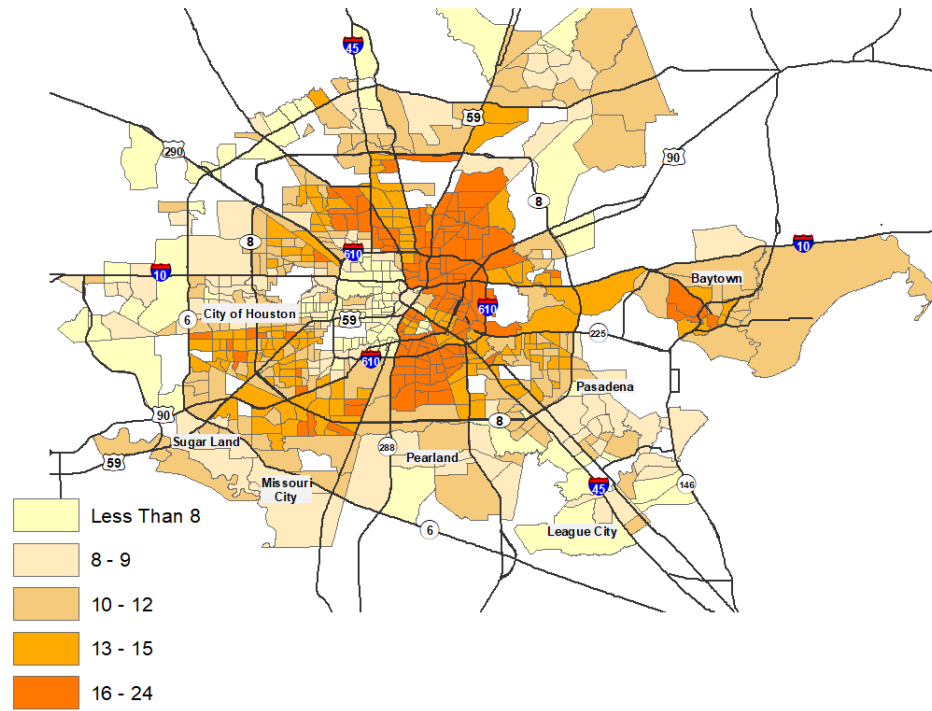 45
59
290
90
8
8
10
610
10
Baytown
City of Houston
6
59
610
225
610
Pasadena
90
Sugar Land
59
8
288
Pearland
Missouri
City
45
146
6
League City
Less Than 8
8 - 9
10 - 12
13 - 15
16 - 24